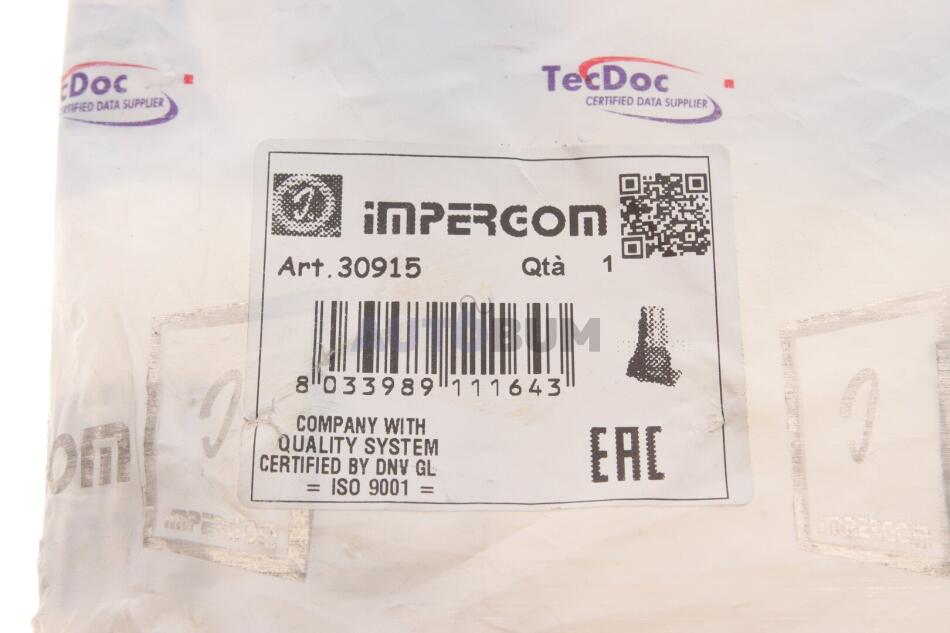 cDoc
CERTIFIED DATA SUPPLIER
TecDoc
CERTIFIED DATA SUPPLIER
iMPERGOM
Art.30915 Qtà 1
AUTOBUM
8 033989 111643
COMPANY WITH
QUALITY SYSTEM
CERTIFIED BY DNV GL
= ISO 9001 =
EAC
om
iMPERGOM
iMPERGOM